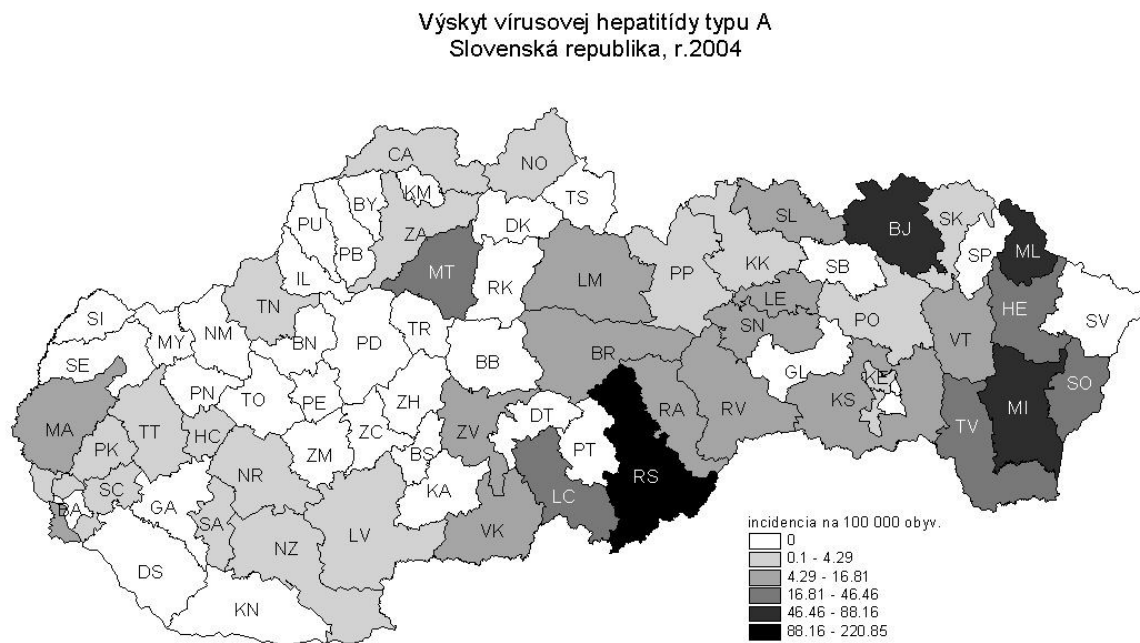 Výskyt vírusovej hepatitídy typu A
Slovenská republika, r.2004
CA
NO
KM
TS
PU
BY
DK
SL
BJ
SK
ZA
PB
MT
SP
ML
IL
PP
KK
SB
LM
RK
LE
HE
TN
SI
NM
MY
TR
SN
PO
VT
SV
BN
PD
BR
BB
SE
GL
KE
SO
PN
TO
PE
ZH
RA
RV
KS
MI
MA
TT
HC
ZC
ZV
DT
TV
PK
ZM
BS
PT
NR
RS
SC
KA
LC
BA
GA
SA
LV
VK
NZ
DS
KN
incidencia na 100 000 obyv.
0
0.1 - 4.29
4.29 - 16.81
16.81 - 46.46
46.46 - 88.16
88.16 - 220.85